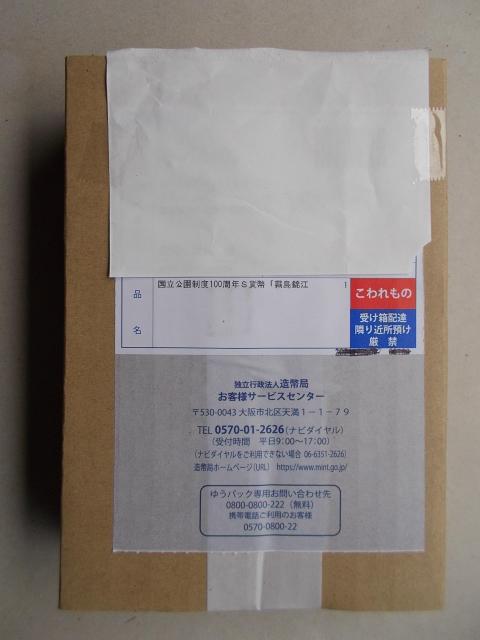 国立公園制度100周年S貨幣「霧島錦江 1
品
名
こわれもの
受け箱配達
隣り近所預け
厳 禁
独立行政法人造幣局
お客様サービスセンター
〒530-0043 大阪市北区天満1-1-79
TEL 0570-01-2626(ナビダイヤル)
(受付時間 平日9:00~17:00)
(ナビダイヤルをご利用できない場合 06-6351-2626)
造幣局ホームページ(URL) https://www.mint.go.jp/
ゆうパック専用お問い合わせ先
0800-0800-222(無料)
携帯電話ご利用のお客様
0570-0800-22